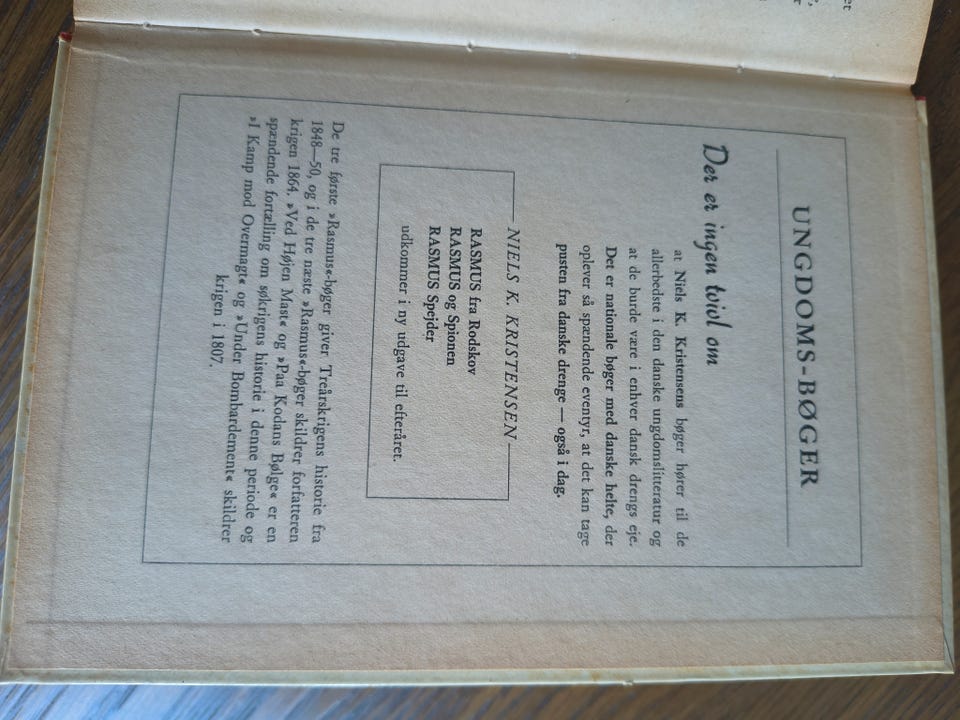 UNGDOMS-BØGER
Der er ingen tvivl om
at Niels K. Kristensens bøger hører til de
allerbedste i den danske ungdomslitteratur og
at de burde være i enhver dansk drengs eje.
Det er nationale bøger med danske helte, der
oplever så spændende eventyr, at det kan tage
pusten fra danske drenge — også i dag.
NIELS K. KRISTENSEN
RASMUS fra Rodskov
RASMUS og Spionen
RASMUS Spejder
udkommer i ny udgave til efteråret.
De tre første »Rasmus«-bøger giver Treårskrigens historie fra
1848—50, og i de tre næste »Rasmus«-bøger skildrer forfatteren
krigen 1864. »Ved Højen Mast« og »Paa Kodans Bølge« er en
spændende fortælling om søkrigens historie i denne periode og
»I Kamp mod Overmagt« og »Under Bombardement« skildrer
krigen i 1807.